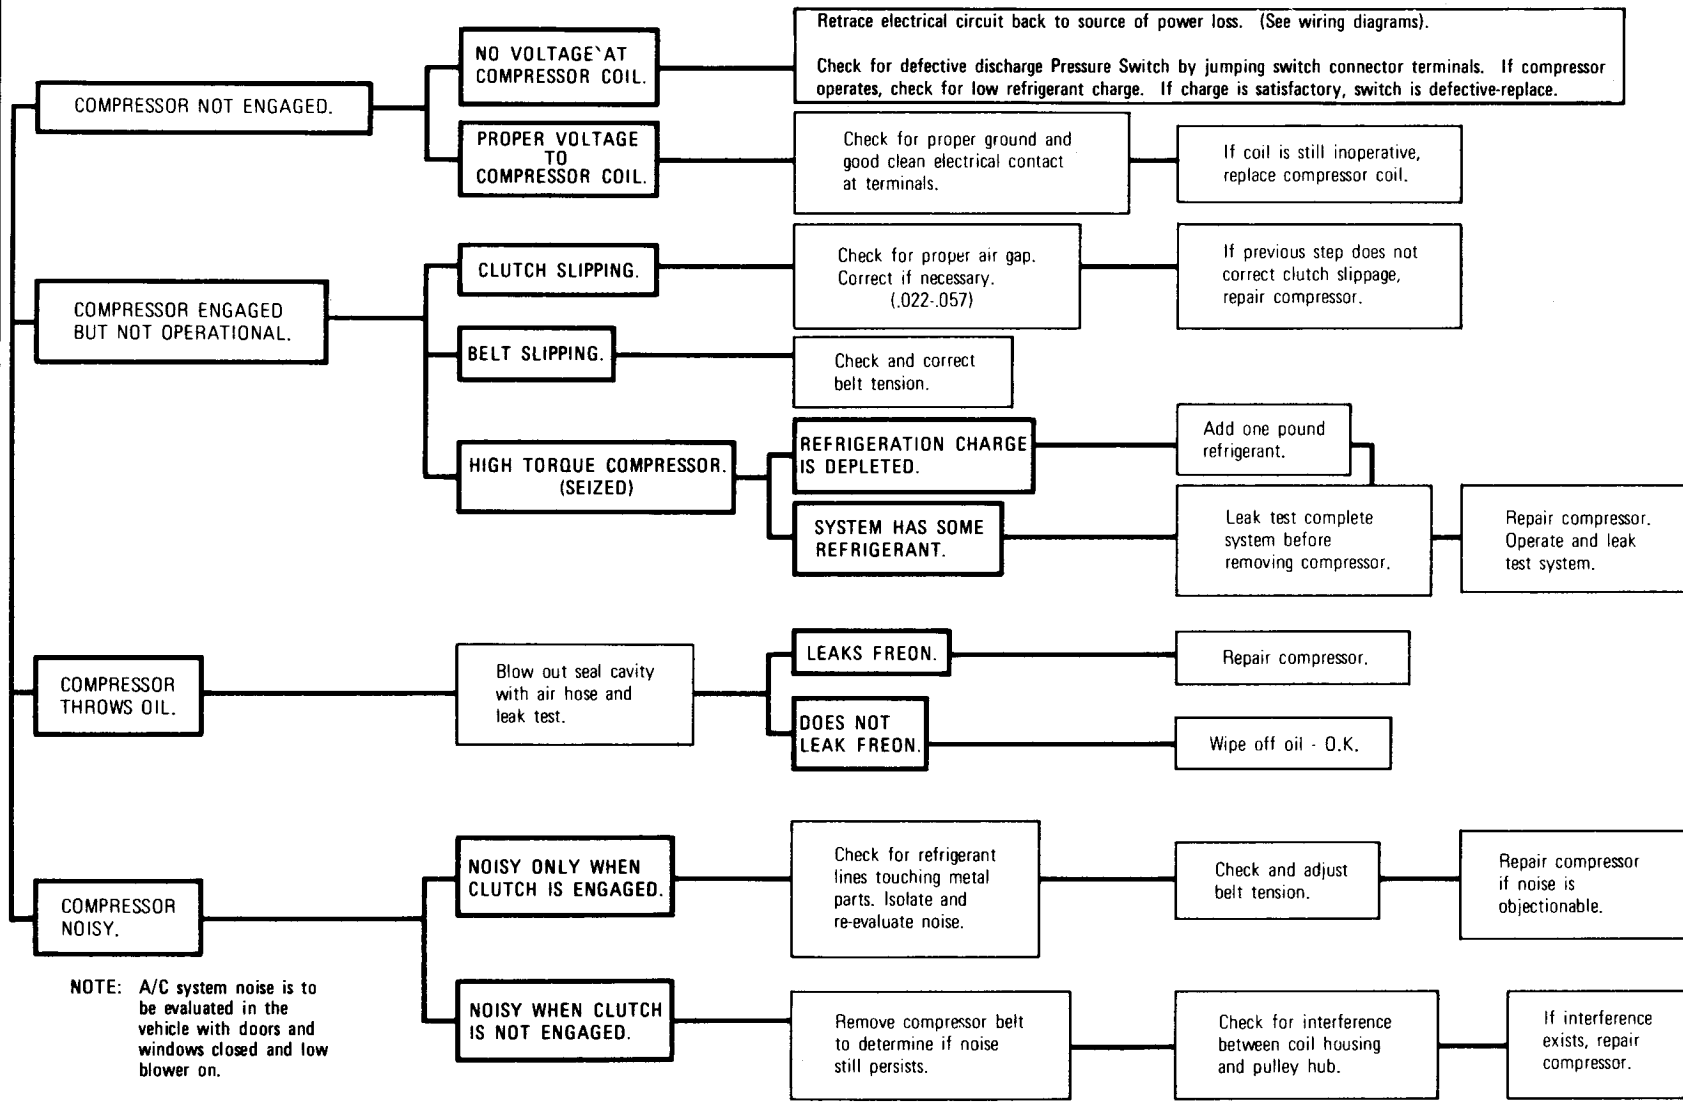 COMPRESSOR NOT ENGAGED.
NO VOLTAGE AT
COMPRESSOR COIL.
Retrace electrical circuit back to source of power loss. (See wiring diagrams).
Check for defective discharge Pressure Switch by jumping switch connector terminals. If compressor
operates, check for low refrigerant charge. If charge is satisfactory, switch is defective-replace.
PROPER VOLTAGE
TO
COMPRESSOR COIL.
Check for proper ground and
good clean electrical contact
at terminals.
If coil is still inoperative,
replace compressor coil.
COMPRESSOR ENGAGED
BUT NOT OPERATIONAL.
CLUTCH SLIPPING.
Check for proper air gap.
Correct if necessary.
(.022-.057)
If previous step does not
correct clutch slippage,
repair compressor.
BELT SLIPPING.
Check and correct
belt tension.
HIGH TORQUE COMPRESSOR.
(SEIZED)
REFRIGERATION CHARGE
IS DEPLETED.
Add one pound
refrigerant.
SYSTEM HAS SOME
REFRIGERANT.
Leak test complete
system before
removing compressor.
Repair compressor.
Operate and leak
test system.
COMPRESSOR
THROWS OIL.
Blow out seal cavity
with air hose and
leak test.
LEAKS FREON.
Repair compressor.
DOES NOT
LEAK FREON.
Wipe off oil - O.K.
COMPRESSOR
NOISY.
NOISY ONLY WHEN
CLUTCH IS ENGAGED.
Check for refrigerant
lines touching metal
parts. Isolate and
re-evaluate noise.
Check and adjust
belt tension.
Repair compressor
if noise is
objectionable.
NOISY WHEN CLUTCH
IS NOT ENGAGED.
Remove compressor belt
to determine if noise
still persists.
Check for interference
between coil housing
and pulley hub.
If interference
exists, repair
compressor.
NOTE: A/C system noise is to
be evaluated in the
vehicle with doors and
windows closed and low
blower on.